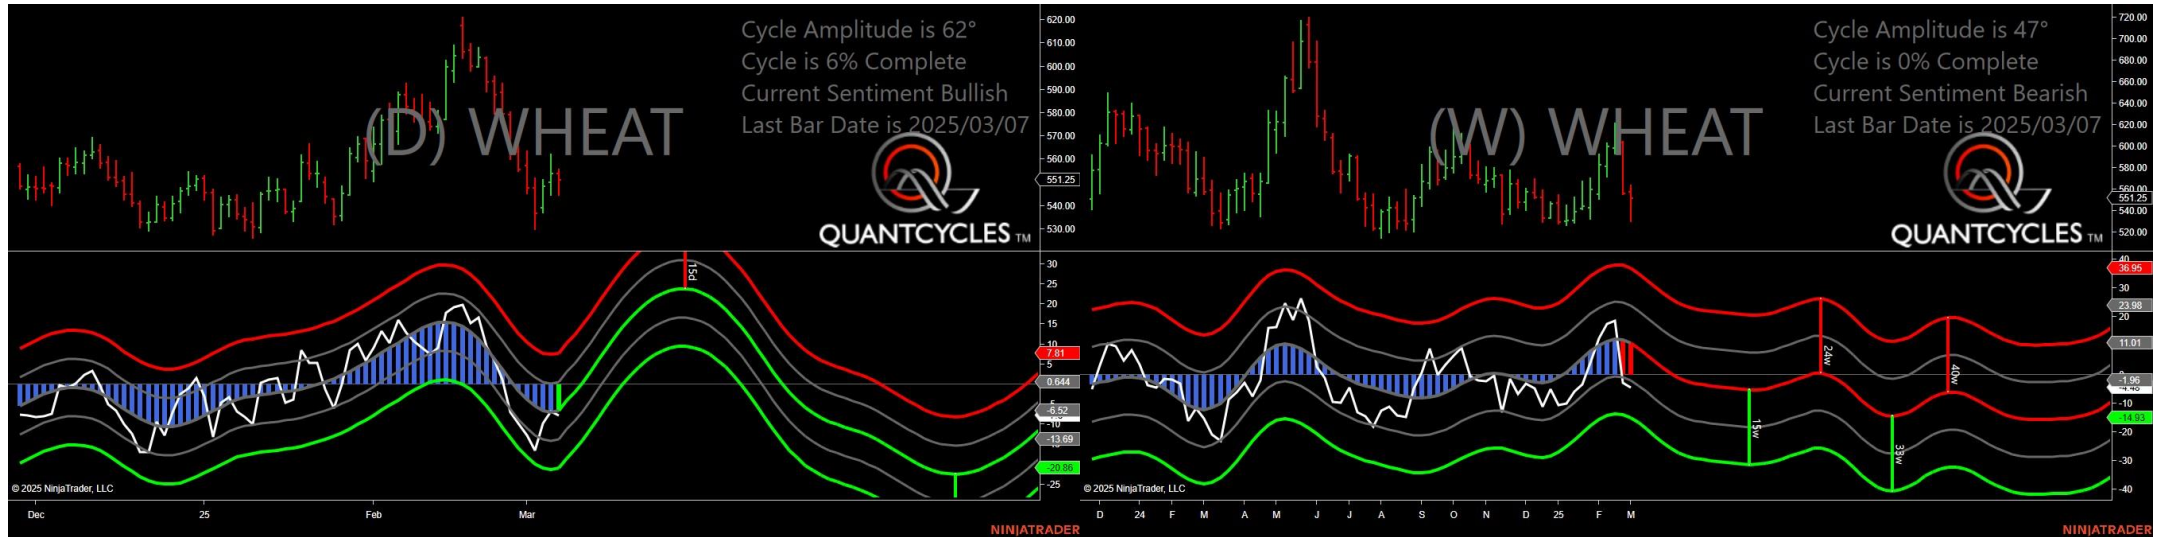 Cycle Amplitude is 62°
Cycle is 6% Complete
Current Sentiment Bullish
Last Bar Date is 2025/03/07
(D) WHEAT
QUANTCYCLES TM
620.00
610.00
600.00
590.00
580.00
570.00
560.00
551.25
540.00
530.00
15d
30
25
20
15
10
7.81
5
0.644
-6.52
-10
-13.69
-20.86
-25
© 2025 NinjaTrader, LLC
Dec 25 Feb Mar
NINJATRADER
Cycle Amplitude is 47°
Cycle is 0% Complete
Current Sentiment Bearish
Last Bar Date is 2025/03/07
(W) WHEAT
QUANTCYCLES TM
720.00
700.00
680.00
660.00
640.00
620.00
600.00
580.00
560.00
551.25
540.00
520.00
24w
40w
15w
33w
40
36.95
30
23.98
20
11.01
-1.96
-10
-14.93
-20
-30
-40
© 2025 NinjaTrader, LLC
D 24 F M A M J J A S O N D 25 F M
NINJATRADER